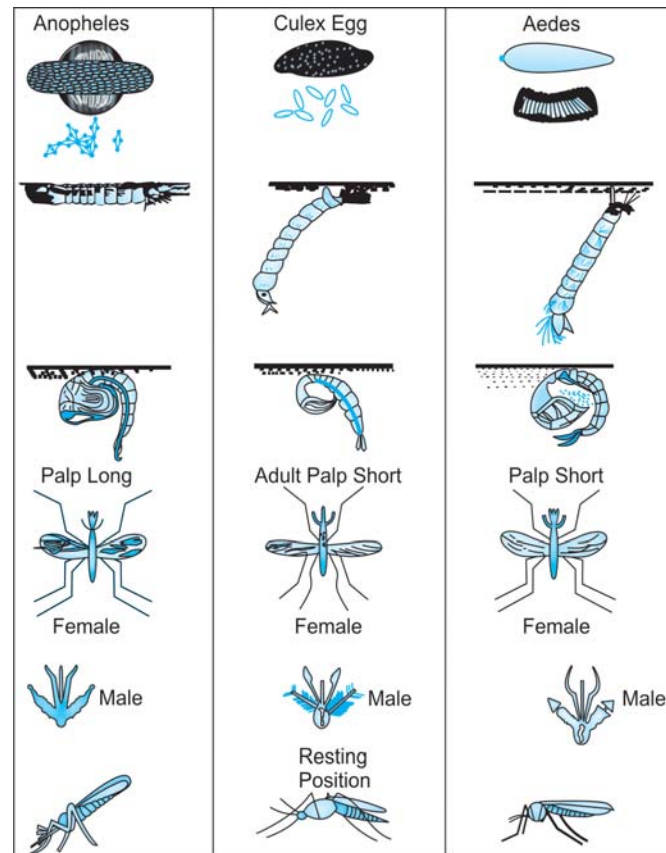 Anopheles
Culex Egg
Aedes
Palp Long
Adult Palp Short
Palp Short
Female
Female
Female
Male
Male
Male
Resting
Position